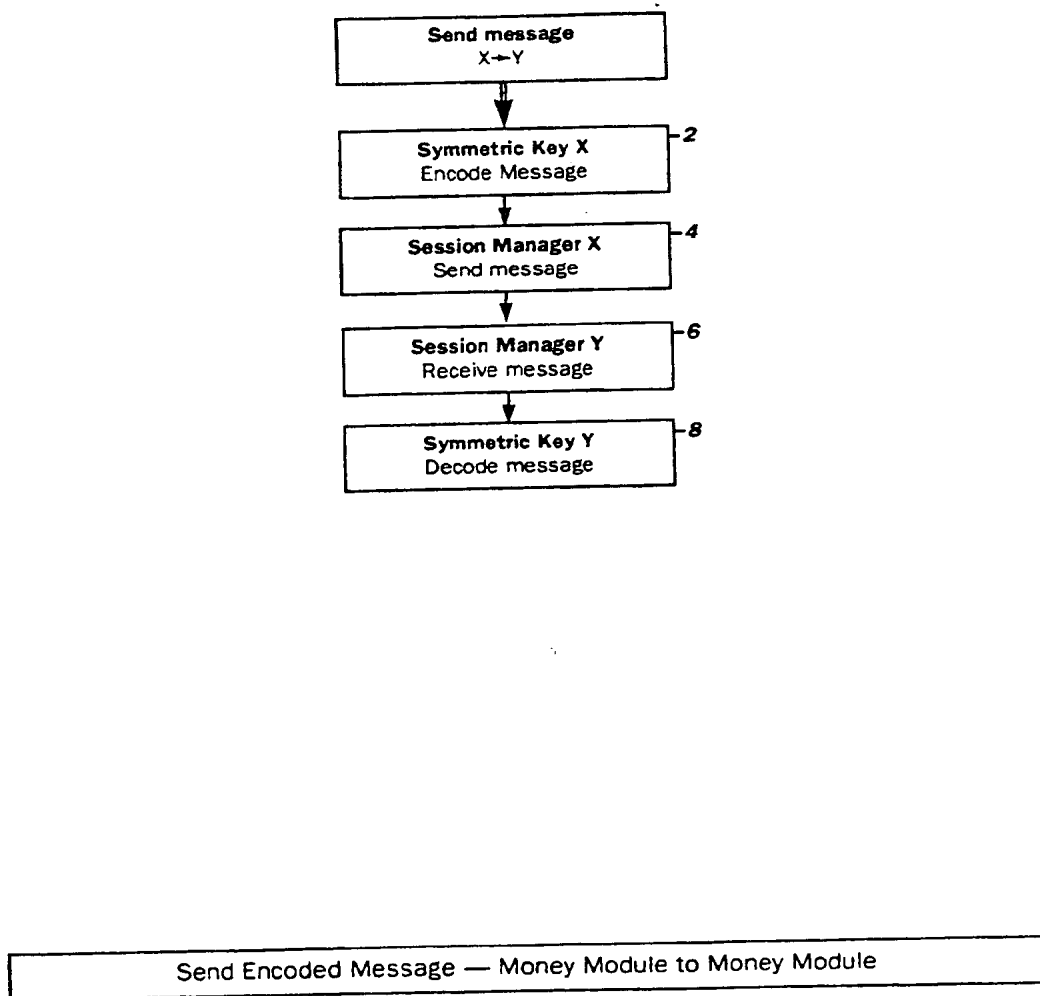 Send message
X→Y
Symmetric Key X
Encode Message
2
Session Manager X
Send message
4
Session Manager Y
Receive message
6
Symmetric Key Y
Decode message
8
Send Encoded Message — Money Module to Money Module